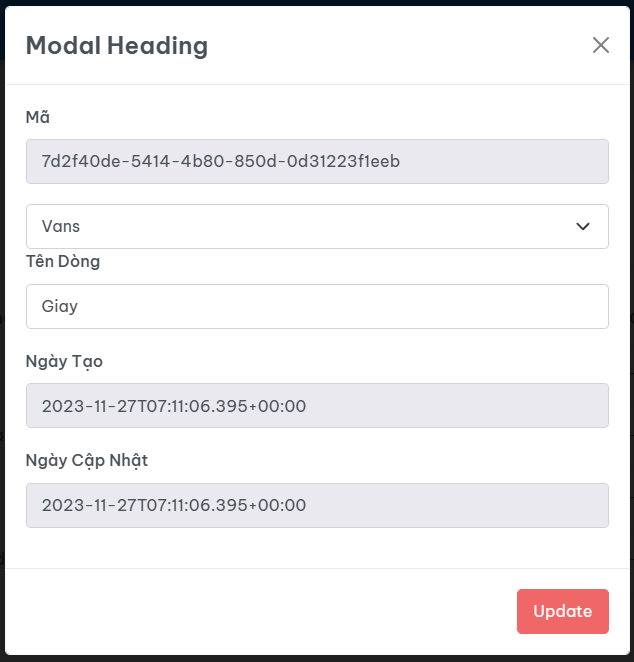 Modal Heading
Mã
7d2f40de-5414-4b80-850d-0d31223f1eeb
Vans
Tên Dòng
Giay
Ngày Tạo
2023-11-27T07:11:06.395+00:00
Ngày Cập Nhật
2023-11-27T07:11:06.395+00:00
Update